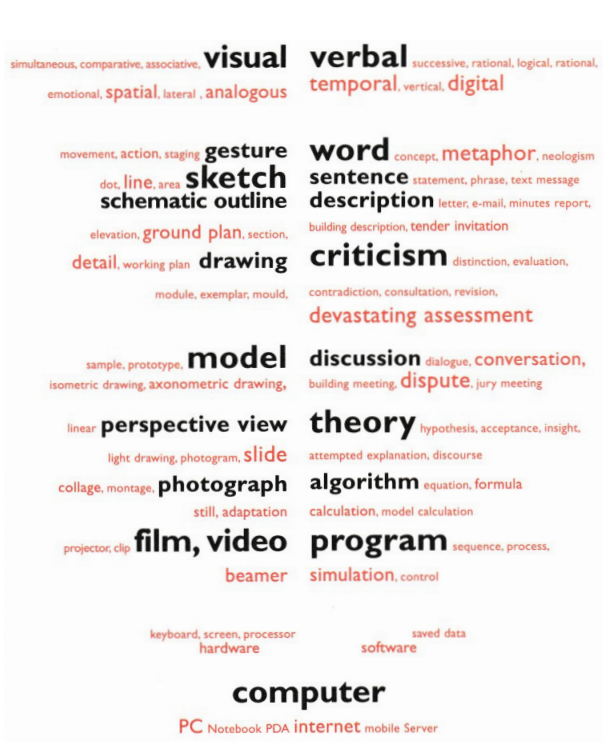 simultaneous, comparative, associative, visual
emotional, spatial, lateral , analogous
movement, action, staging gesture
dot, line, area sketch
schematic outline
elevation, ground plan, section,
detail, working plan drawing
module, exemplar, mould,
sample, prototype, model
isometric drawing, axonometric drawing,
linear perspective view
light drawing, photogram, slide
collage, montage, photograph
still, adaptation
projector, clip film, video
beamer
verbal successive, rational, logical, rational,
temporal, vertical, digital
word concept, metaphor, neologism
sentence statement, phrase, text message
description letter, e-mail, minutes report,
building description, tender invitation
criticism distinction, evaluation,
contradiction, consultation, revision,
devastating assessment
discussion dialogue, conversation,
building meeting, dispute, jury meeting
theory hypothesis, acceptance, insight,
attempted explanation, discourse
algorithm equation, formula
calculation, model calculation
program sequence, process,
simulation, control
keyboard, screen, processor
hardware
saved data
software
computer
PC Notebook PDA internet mobile Server